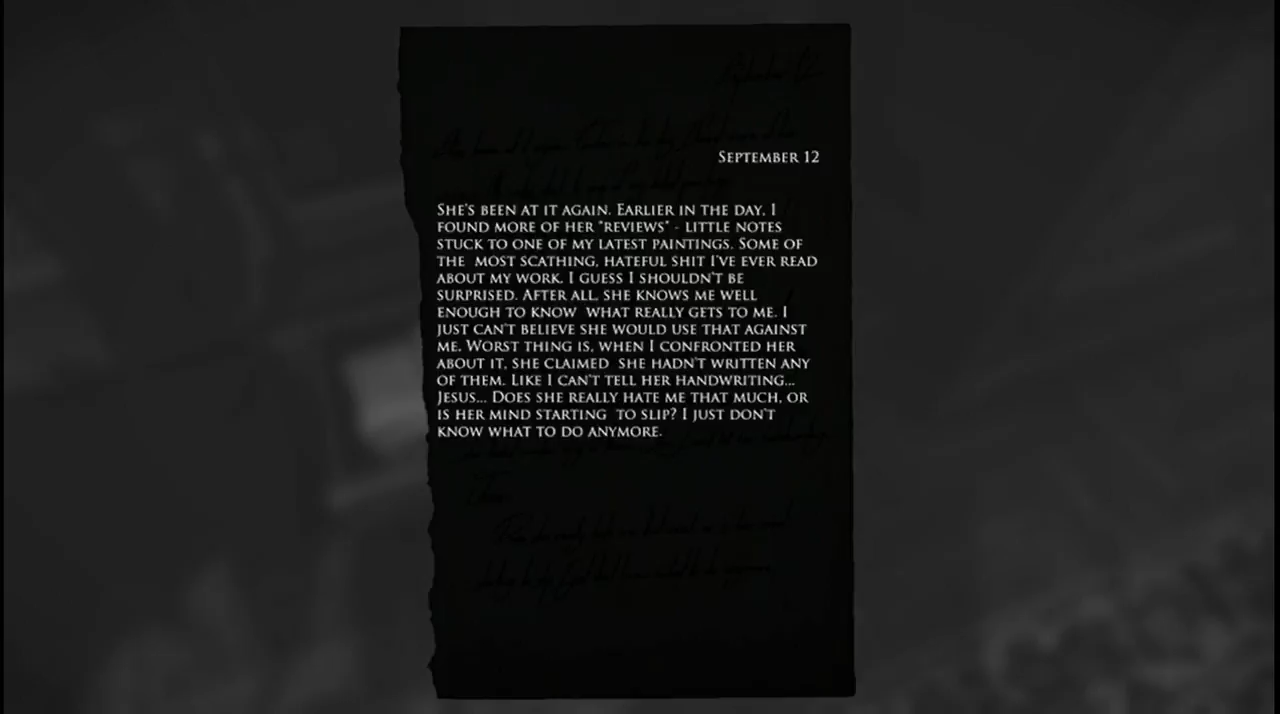 September 12
She's been at it again. Earlier in the day, I
found more of her "reviews" - little notes
stuck to one of my latest paintings. Some of
the  most scathing, hateful shit I've ever read
about my work. I guess I shouldn't be
surprised. After all, she knows me well
enough to know  what really gets to me. I
just can't believe she would use that against
me. Worst thing is, when I confronted her
about it, she claimed  she hadn't written any
of them. Like I can't tell her handwriting...
Jesus... Does she really hate me that much, or
is her mind starting  to slip? I just don't
know what to do anymore.